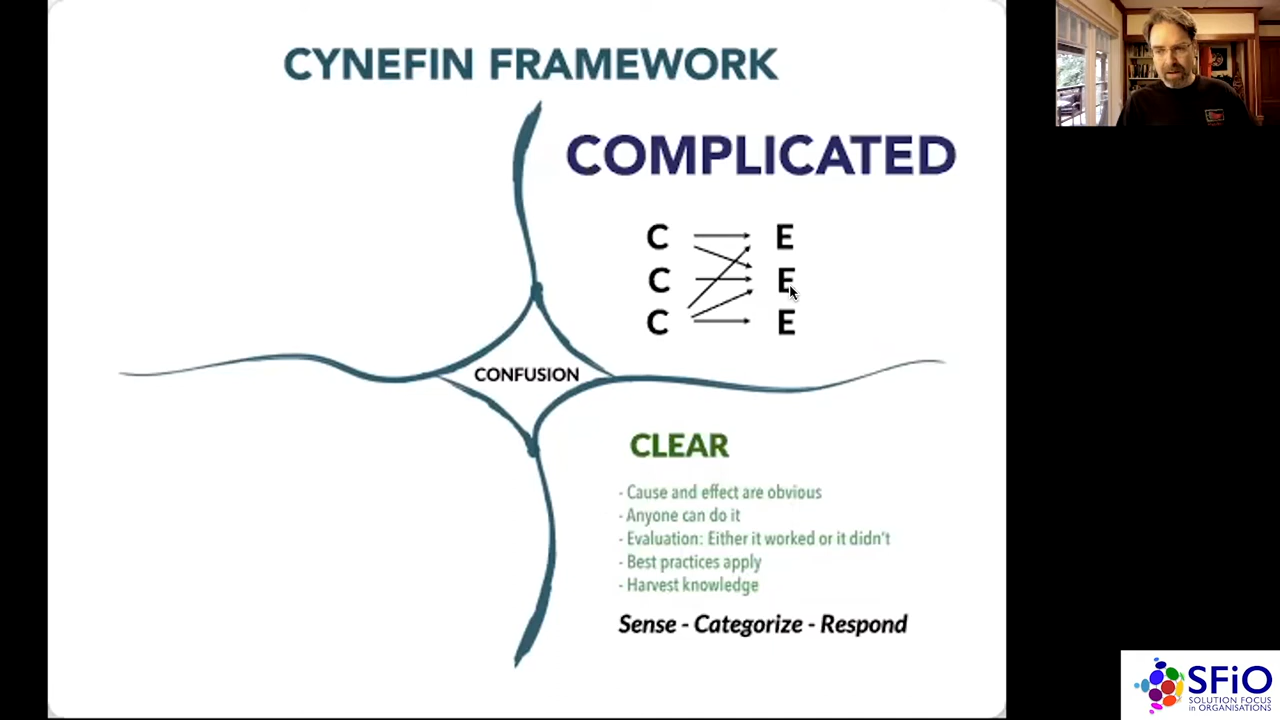 CYNEFIN FRAMEWORK
COMPLICATED
C E
C E
C E
CONFUSION
CLEAR
- Cause and effect are obvious
- Anyone can do it
- Evaluation: Either it worked or it didn't
- Best practices apply
- Harvest knowledge
Sense - Categorize - Respond
SFiO
SOLUTION FOCUS
in ORGANISATIONS